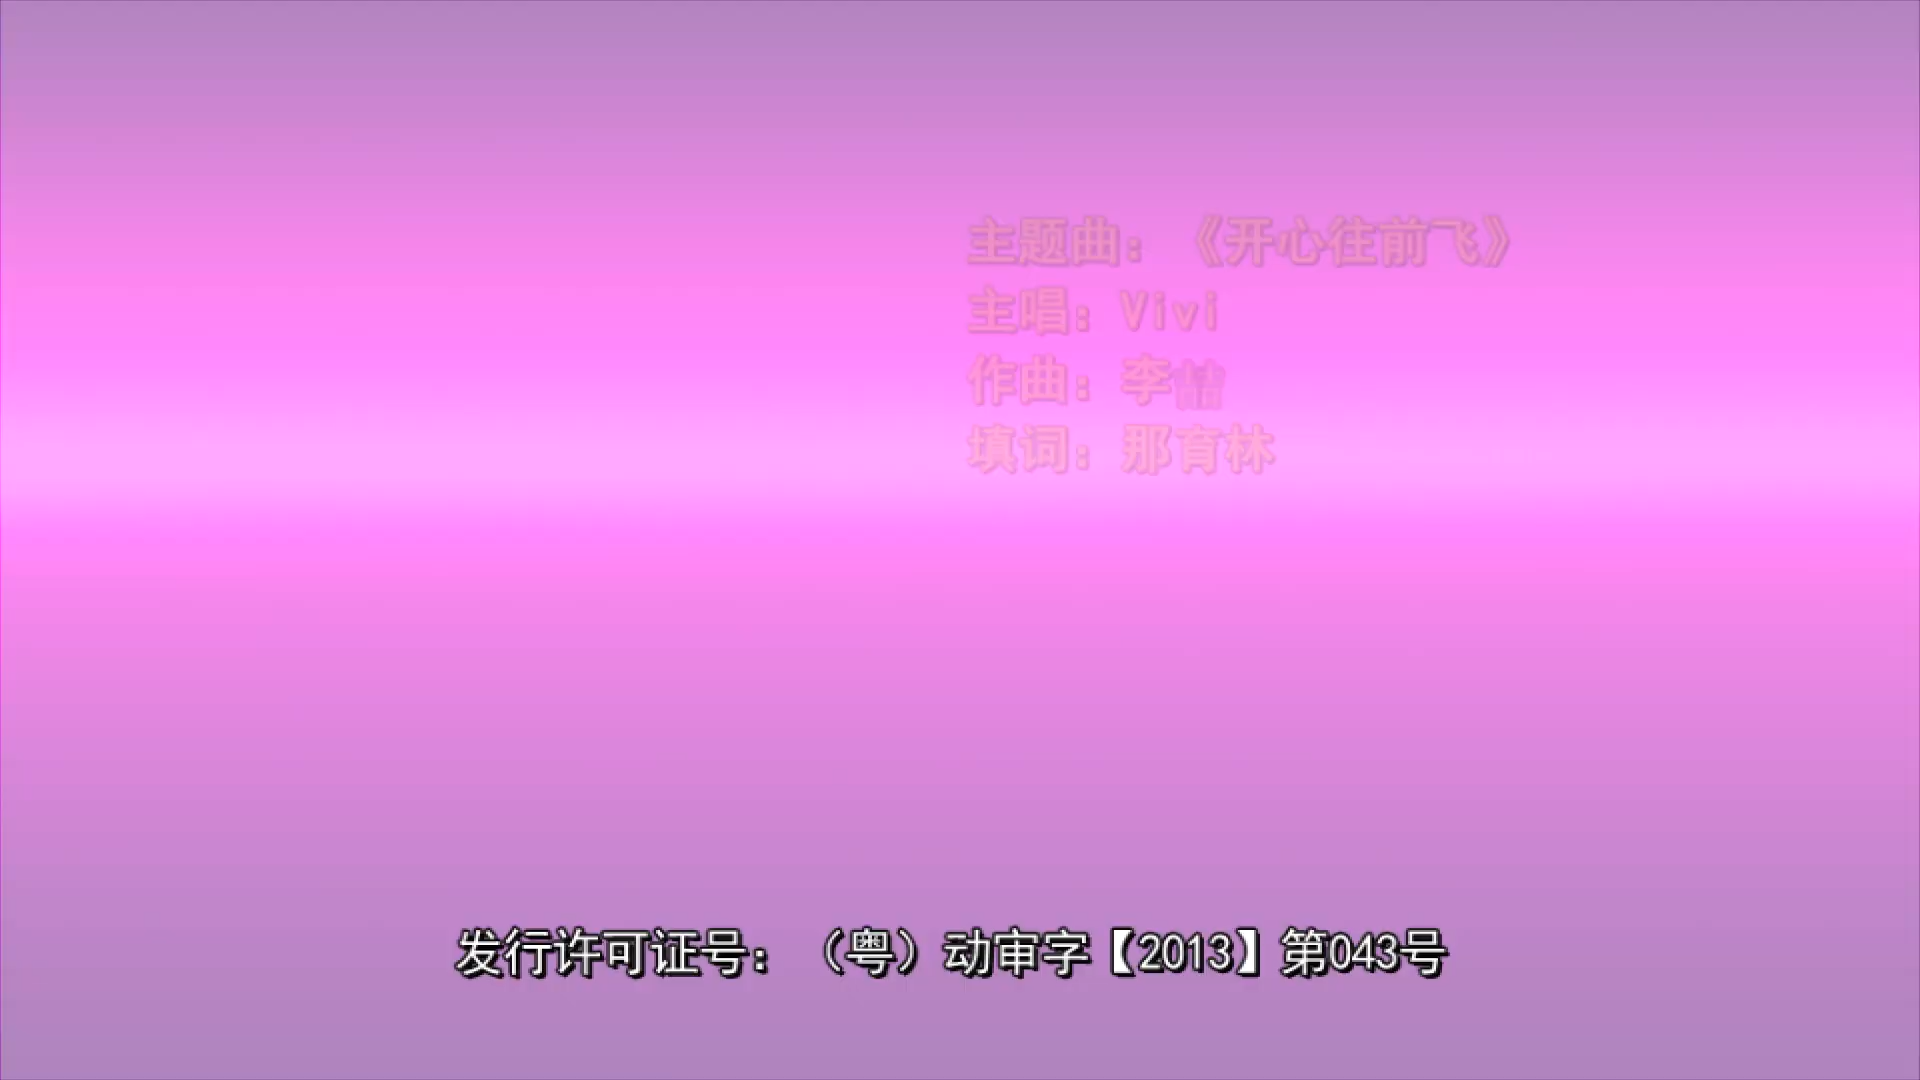 主题曲：《开心往前飞》
主唱：Vivi
作曲：李喆
填词：那育林
发行许可证号：（粤）动审字【2013】第043号